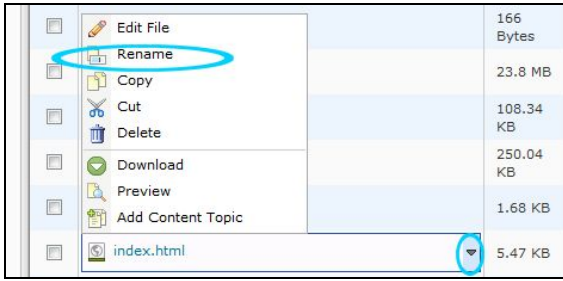 Edit File
166
Bytes
Rename
23.8 MB
Copy
Cut
108.34
KB
Delete
Download
250.04
KB
Preview
1.68 KB
Add Content Topic
index.html
5.47 KB